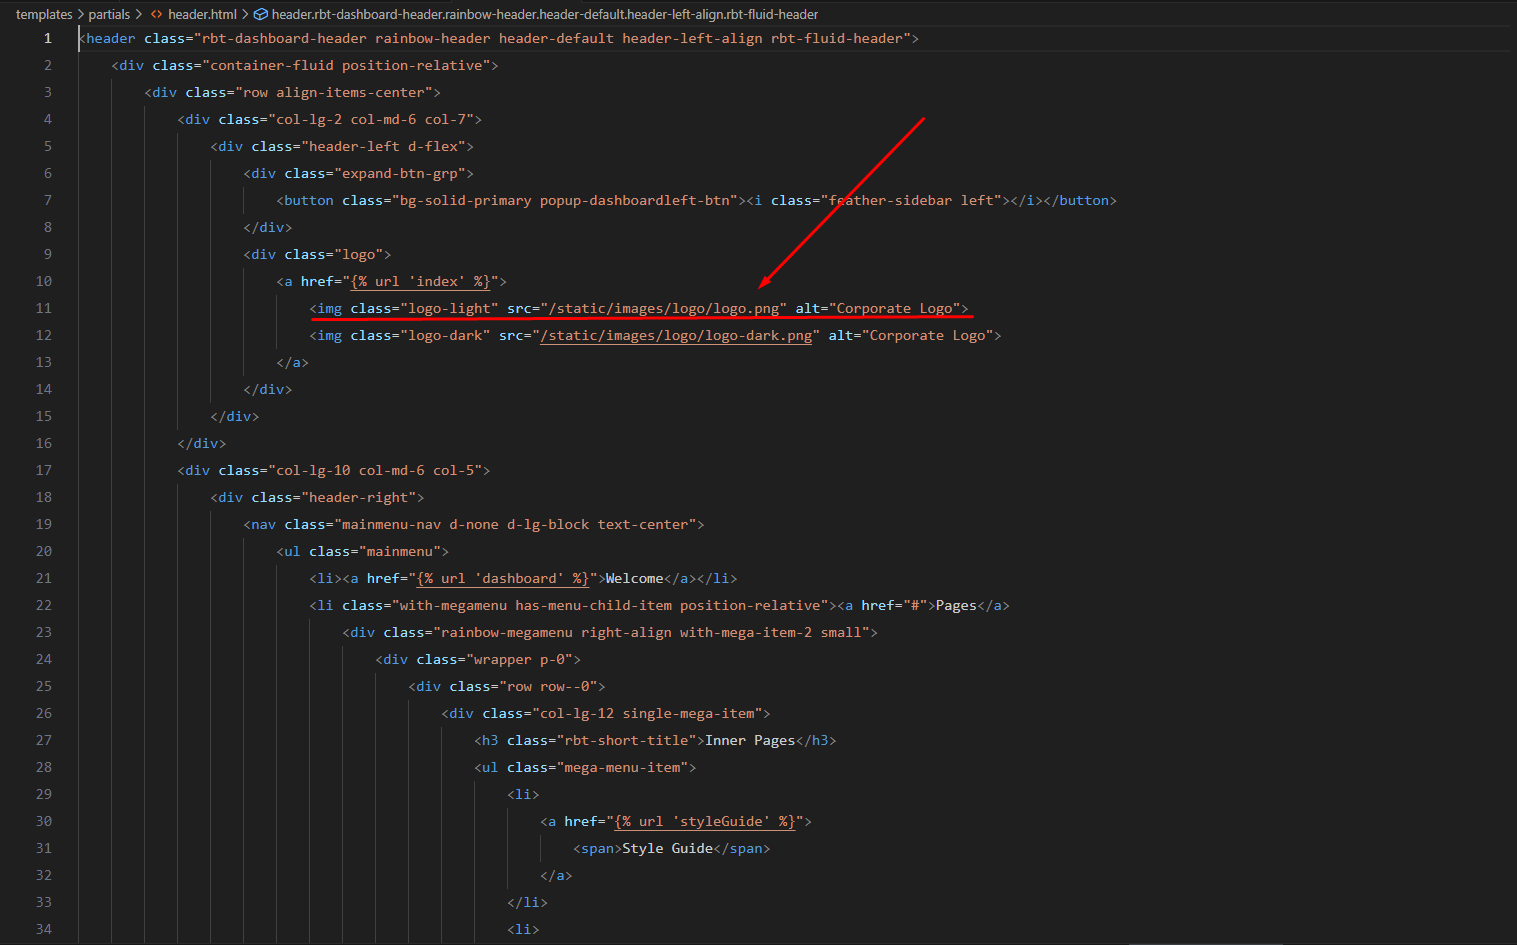 templates > partials > <> header.html > header.rbt-dashboard-header.rainbow-header.header-default.header-left-align.rbt-fluid-header
1 <header class="rbt-dashboard-header rainbow-header header-default header-left-align rbt-fluid-header">
2 <div class="container-fluid position-relative">
3 <div class="row align-items-center">
4 <div class="col-lg-2 col-md-6 col-7">
5 <div class="header-left d-flex">
6 <div class="expand-btn-grp">
7 <button class="bg-solid-primary popup-dashboardleft-btn"><i class="feather-sidebar left"></i></button>
8 </div>
9 <div class="logo">
10 <a href="{% url 'index' %}">
11 <img class="logo-light" src="/static/images/logo/logo.png" alt="Corporate Logo">
12 <img class="logo-dark" src="/static/images/logo/logo-dark.png" alt="Corporate Logo">
13 </a>
14 </div>
15 </div>
16 </div>
17 <div class="col-lg-10 col-md-6 col-5">
18 <div class="header-right">
19 <nav class="mainmenu-nav d-none d-lg-block text-center">
20 <ul class="mainmenu">
21 <li><a href="{% url 'dashboard' %}">Welcome</a></li>
22 <li class="with-megamenu has-menu-child-item position-relative"><a href="#">Pages</a>
23 <div class="rainbow-megamenu right-align with-mega-item-2 small">
24 <div class="wrapper p-0">
25 <div class="row row--0">
26 <div class="col-lg-12 single-mega-item">
27 <h3 class="rbt-short-title">Inner Pages</h3>
28 <ul class="mega-menu-item">
29 <li>
30 <a href="{% url 'styleGuide' %}">
31 <span>Style Guide</span>
32 </a>
33 </li>
34 <li>